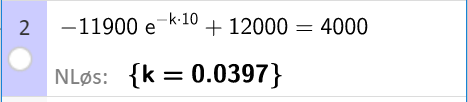 2
−11900 e^(−k·10) + 12000 = 4000
NLøs: {k = 0.0397}